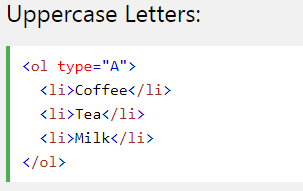 Uppercase Letters:
<ol type="A">
  <li>Coffee</li>
  <li>Tea</li>
  <li>Milk</li>
</ol>